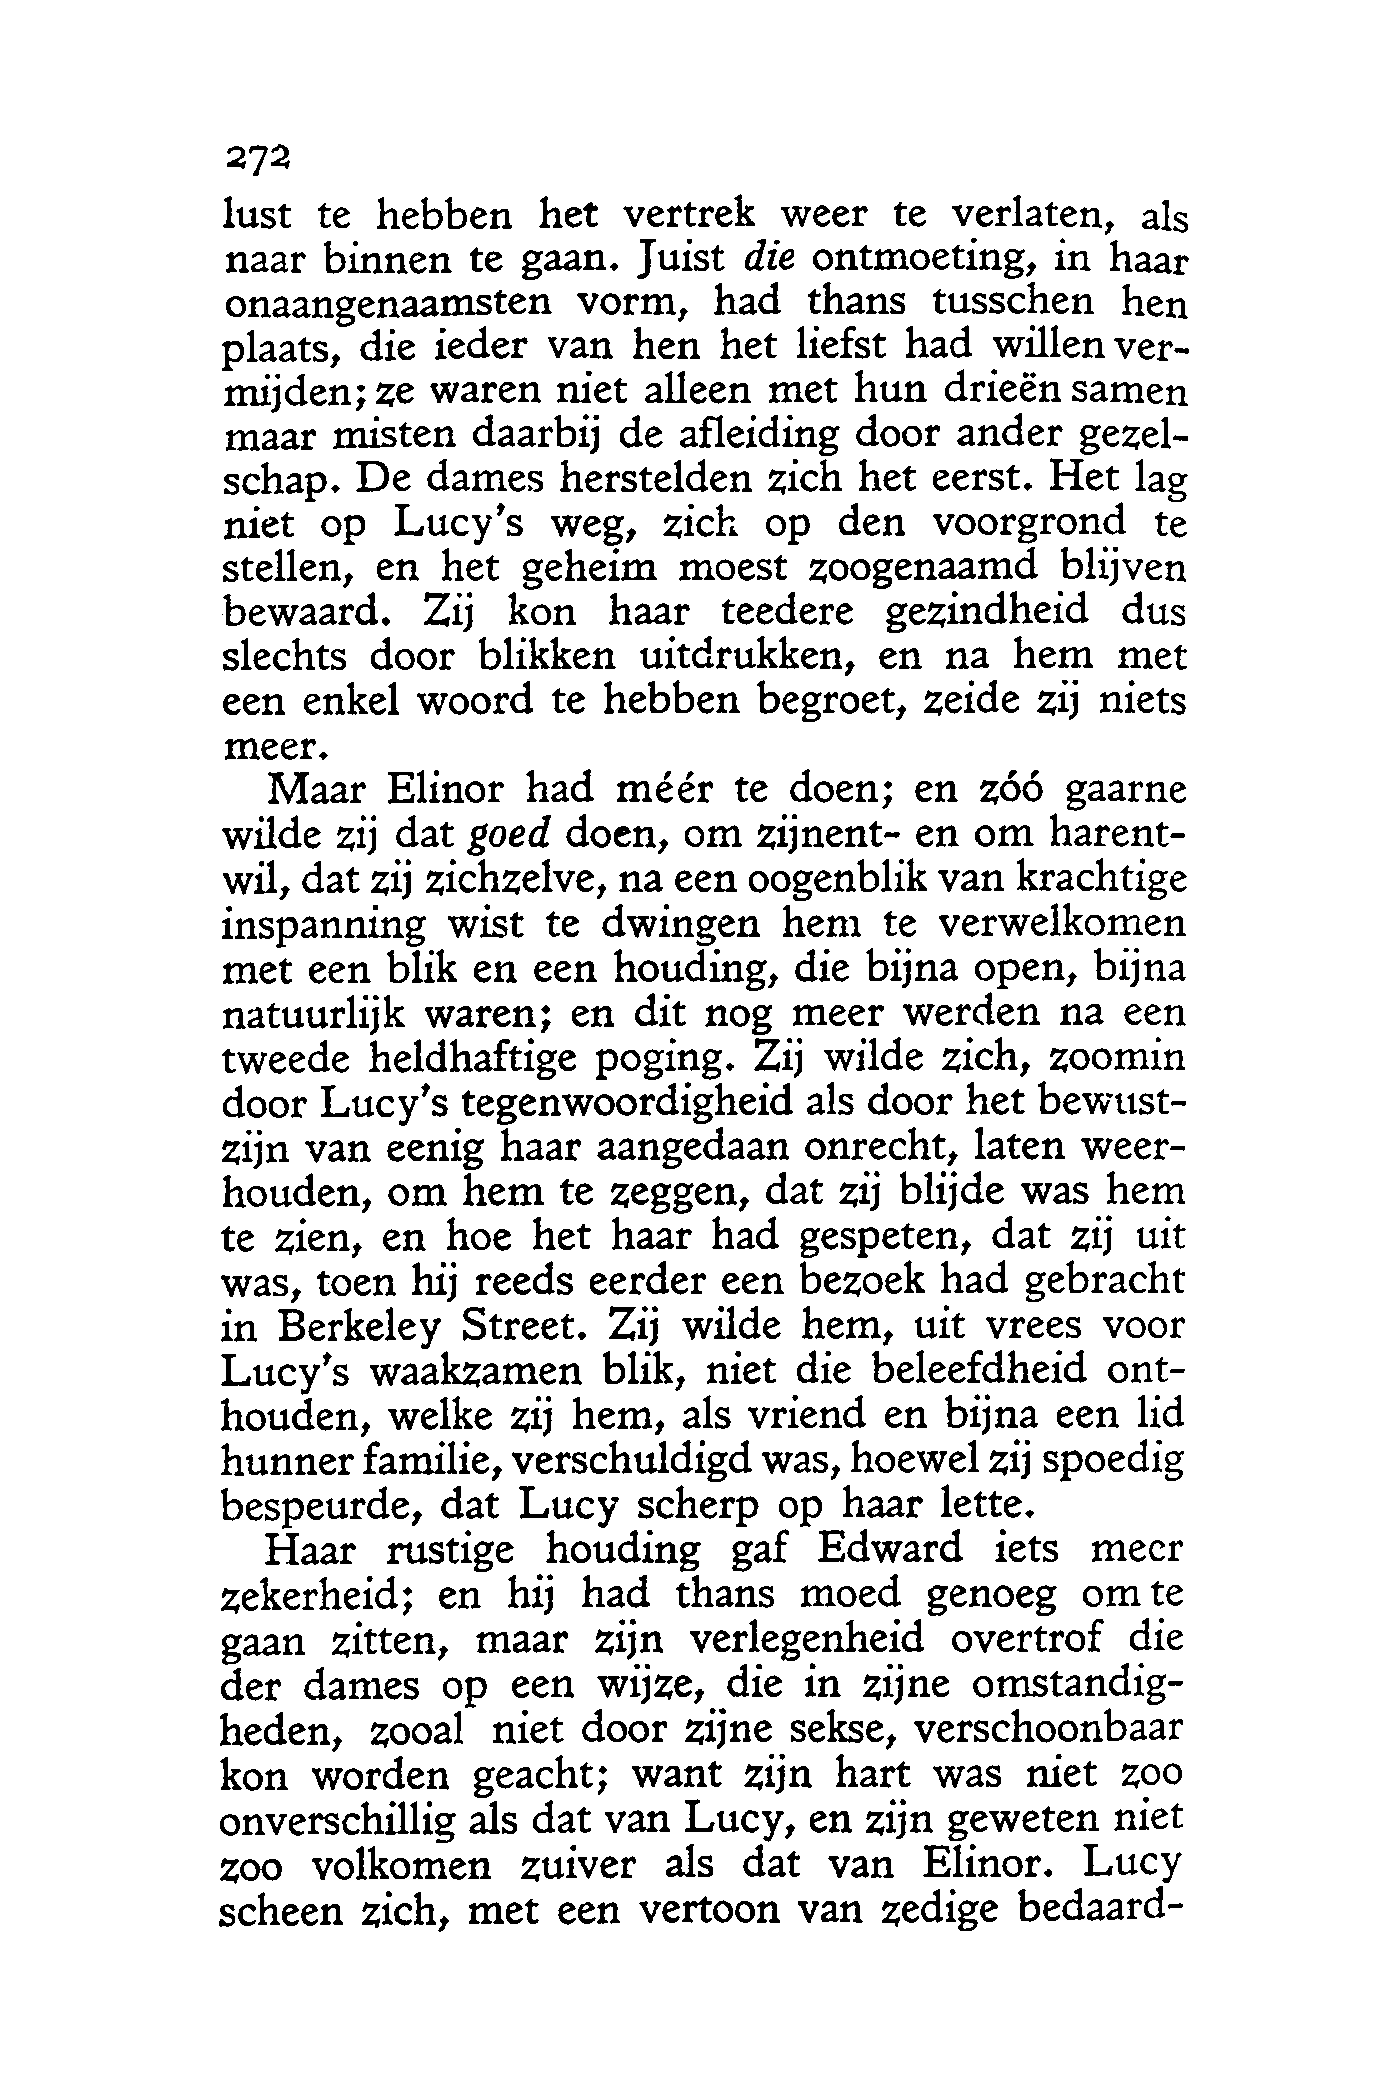 272
lust te hebben het vertrek weer te verlaten, als
naar binnen te gaan. Juist die ontmoeting, in haar
onaangenaamsten vorm, had thans tusschen hen
plaats, die ieder van hen het liefst had willen ver-
mijden; ze waren niet alleen met hun drieën samen
maar misten daarbij de afleiding door ander gezel-
schap. De dames herstelden zich het eerst. Het lag
niet op Lucy's weg, zich op den voorgrond te
stellen, en het geheim moest zoogenaamd blijven
bewaard. Zij kon haar teedere gezindheid dus
slechts door blikken uitdrukken, en na hem met
een enkel woord te hebben begroet, zeide zij niets
meer.
Maar Elinor had méér te doen; en zóó gaarne
wilde zij dat goed doen, om zijnent- en om harent-
wil, dat zij zichzelve, na een oogenblik van krachtige
inspanning wist te dwingen hem te verwelkomen
met een blik en een houding, die bijna open, bijna
natuurlijk waren; en dit nog meer werden na een
tweede heldhaftige poging. Zij wilde zich, zoomin
door Lucy's tegenwoordigheid als door het bewust-
zijn van eenig haar aangedaan onrecht, laten weer-
houden, om hem te zeggen, dat zij blijde was hem
te zien, en hoe het haar had gespeten, dat zij uit
was, toen hij reeds eerder een bezoek had gebracht
in Berkeley Street. Zij wilde hem, uit vrees voor
Lucy's waakzamen blik, niet die beleefdheid ont-
houden, welke zij hem, als vriend en bijna een lid
hunner familie, verschuldigd was, hoewel zij spoedig
bespeurde, dat Lucy scherp op haar lette.
Haar rustige houding gaf Edward iets meer
zekerheid; en hij had thans moed genoeg om te
gaan zitten, maar zijn verlegenheid overtrof die
der dames op een wijze, die in zijne omstandig-
heden, zooal niet door zijne sekse, verschoonbaar
kon worden geacht; want zijn hart was niet zoo
onverschillig als dat van Lucy, en zijn geweten niet
zoo volkomen zuiver als dat van Elinor. Lucy
scheen zich, met een vertoon van zedige bedaard-